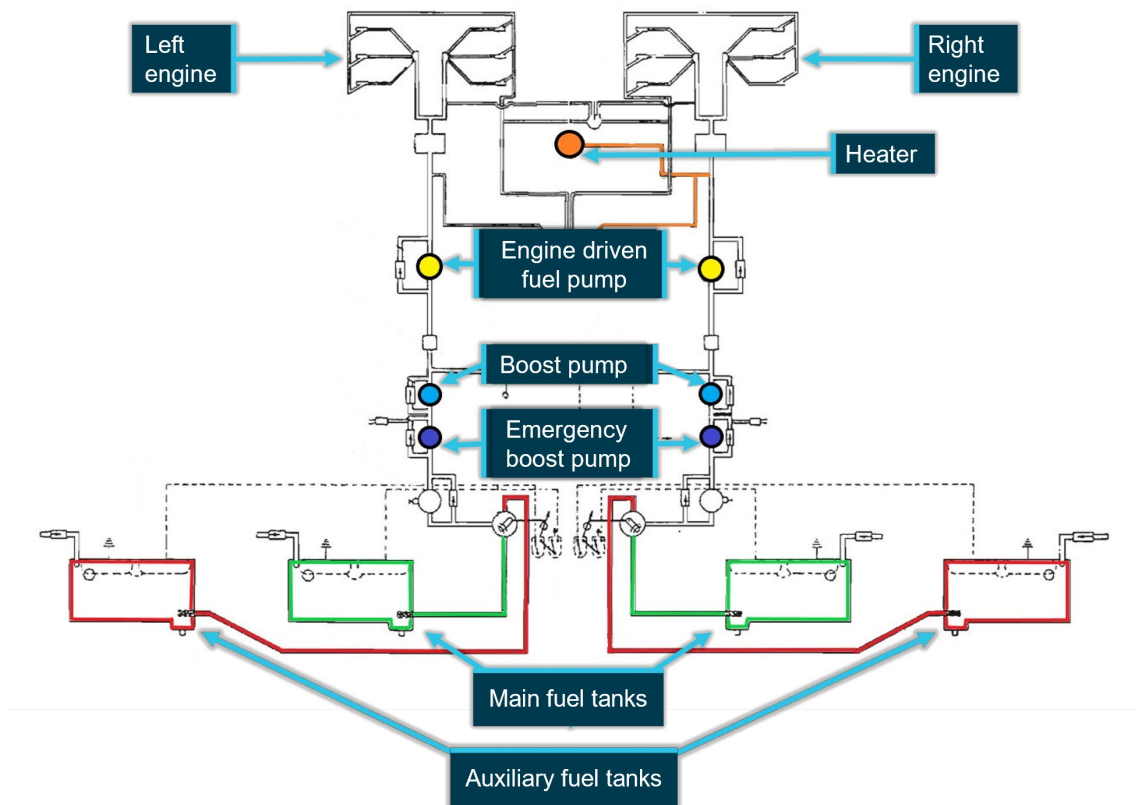 Left
engine
Right
engine
Heater
Engine driven
fuel pump
Boost pump
Emergency
boost pump
Main fuel tanks
Auxiliary fuel tanks